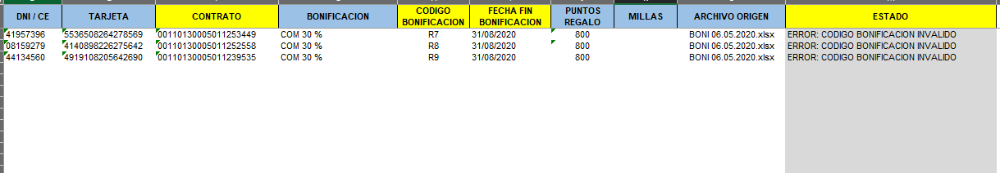 DNI / CE TARJETA CONTRATO BONIFICACION CODIGO BONIFICACION FECHA FIN BONIFICACION PUNTOS REGALO MILLAS ARCHIVO ORIGEN ESTADO
41957396 5536508264278569 00110130005011253449 COM 30 % R7 31/08/2020 800 BONI 06.05.2020.xlsx ERROR: CODIGO BONIFICACION INVALIDO
08159279 4140898226275642 00110130005011252558 COM 30 % R8 31/08/2020 800 BONI 06.05.2020.xlsx ERROR: CODIGO BONIFICACION INVALIDO
44134560 4919108205642690 00110130005011239535 COM 30 % R9 31/08/2020 800 BONI 06.05.2020.xlsx ERROR: CODIGO BONIFICACION INVALIDO